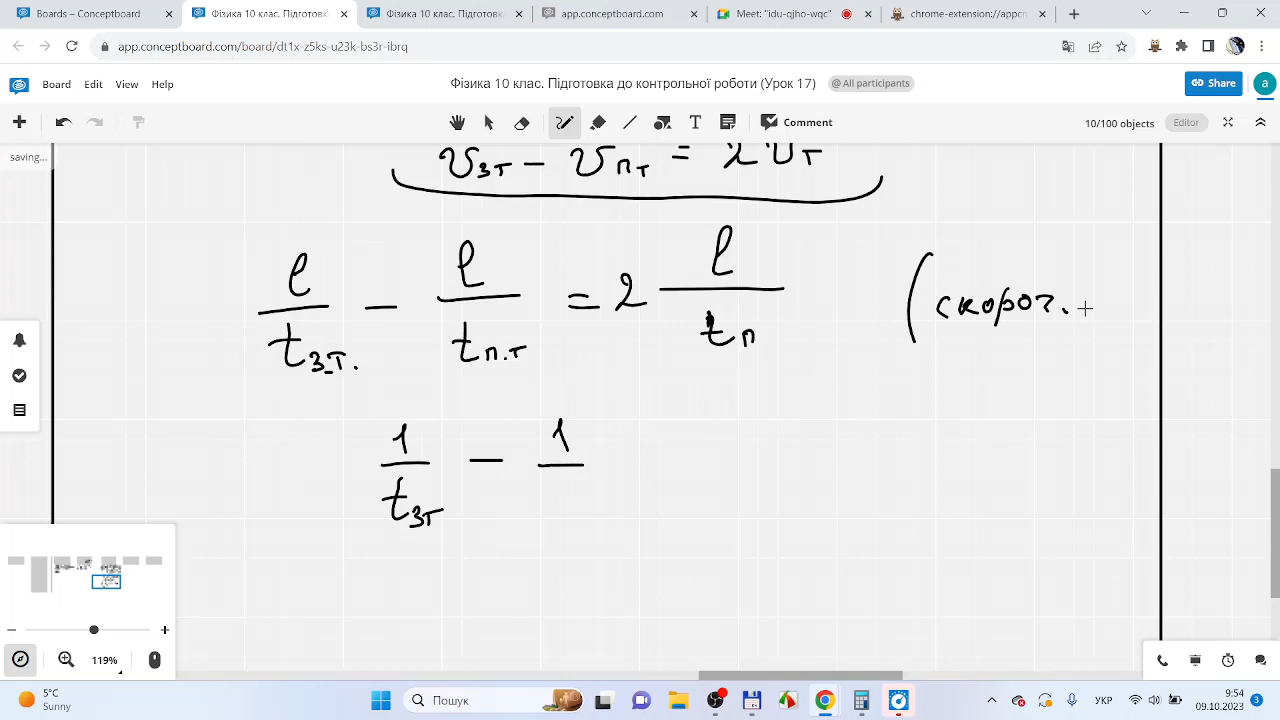 Board – Conceptboard
Фізика 10 клас. Підготовк
Фізика 10 клас. Підготовк
app.conceptboard.com
Meet: "idu-qjho-wqc"
chrome-extension://appcn
app.conceptboard.com/board/dt1x-z5ks-u23k-bs3r-ibrq
Board Edit View Help
Фізика 10 клас. Підготовка до контрольної роботи (Урок 17)
@ All participants
Share
a
T
Comment
10/100 objects
Editor
saving...
υзт − υпт = 2 υт
ℓ/tз.т. − ℓ/tп.т = 2 ℓ/tп
(скороч.
1/tзт − 1
119%
5°C
Sunny
Пошук
УКР
9:54
09.10.2023
3